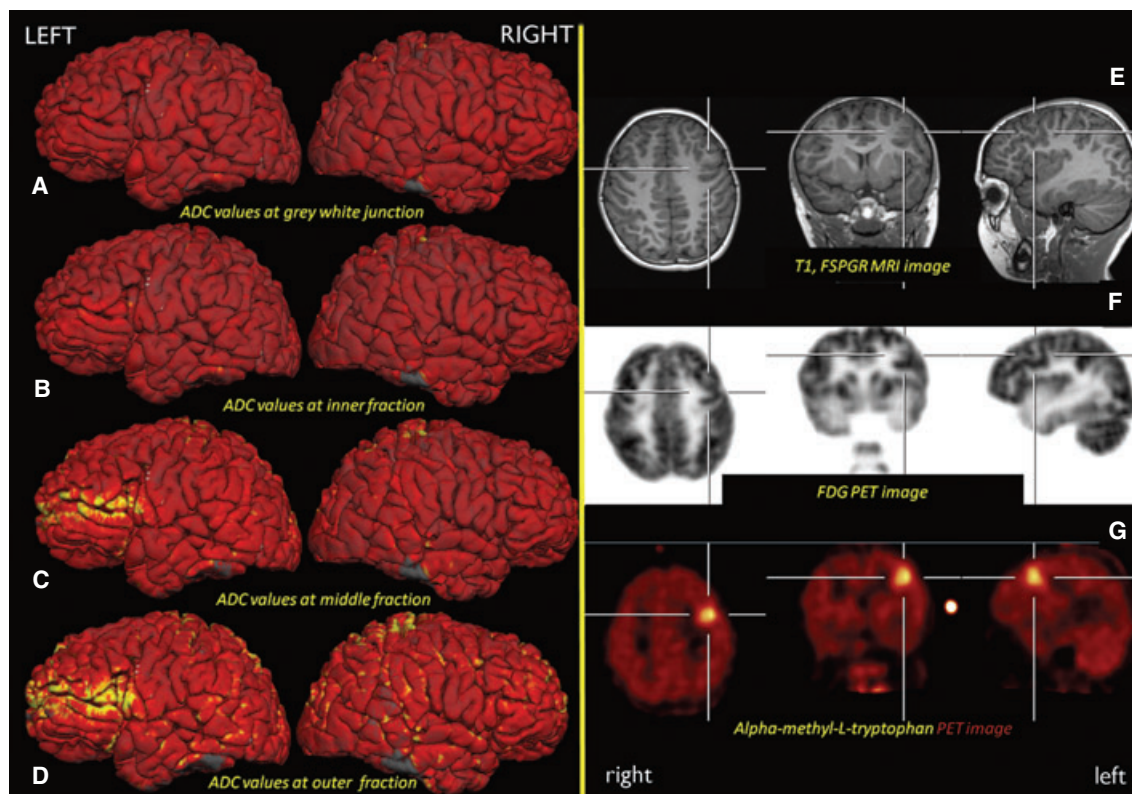 LEFT
RIGHT
A
ADC values at grey white junction
B
ADC values at inner fraction
C
ADC values at middle fraction
D
ADC values at outer fraction
E
T1, FSPGR MRI image
F
FDG PET image
G
Alpha-methyl-L-tryptophan PET image
right
left